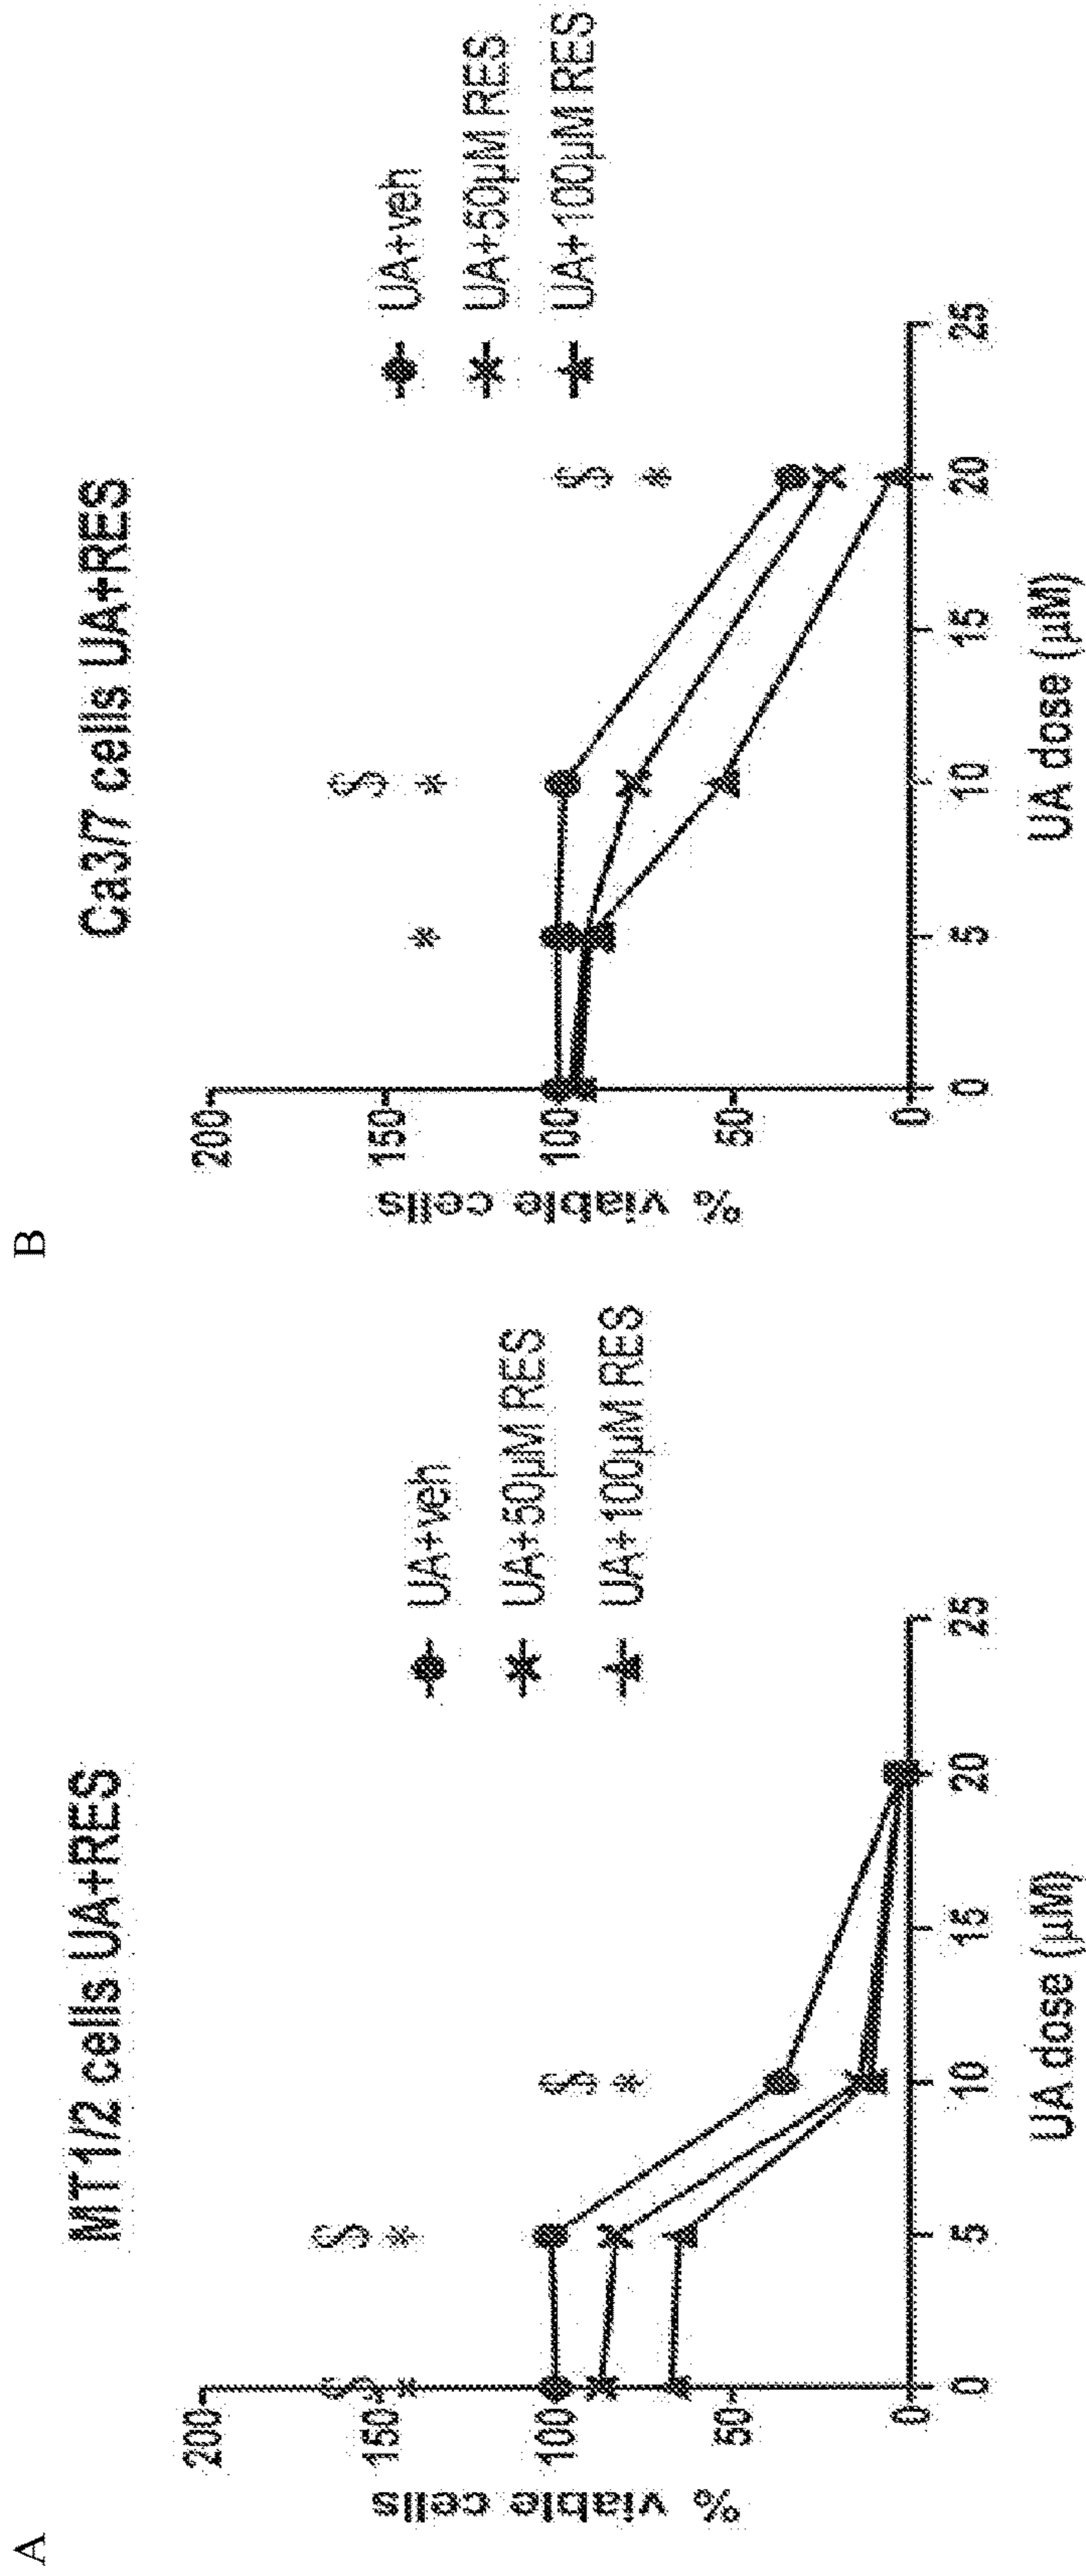 A
MT1/2 cells UA+RES
% viable cells
200
150
100
50
0
$
*
$
*
$
*
0
5
10
15
20
25
UA dose (µM)
UA+veh
UA+50µM RES
UA+100µM RES
B
Ca3/7 cells UA+RES
% viable cells
200
150
100
50
0
*
$
*
$
*
0
5
10
15
20
25
UA dose (µM)
UA+veh
UA+50µM RES
UA+100µM RES